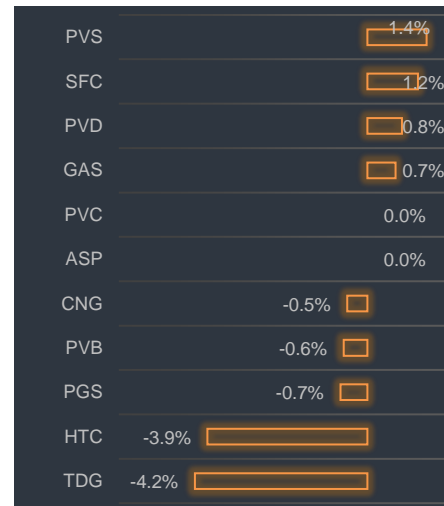 PVS 1.4%
SFC 1.2%
PVD 0.8%
GAS 0.7%
PVC 0.0%
ASP 0.0%
CNG -0.5%
PVB -0.6%
PGS -0.7%
HTC -3.9%
TDG -4.2%